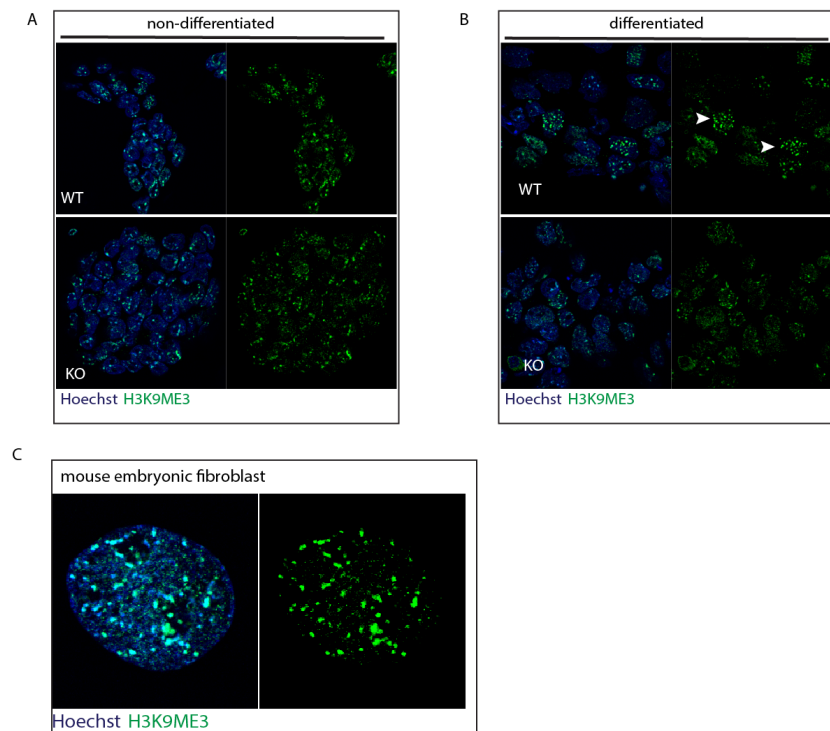 A
non-differentiated
WT
KO
Hoechst H3K9ME3
B
differentiated
WT
KO
Hoechst H3K9ME3
C
mouse embryonic fibroblast
Hoechst H3K9ME3